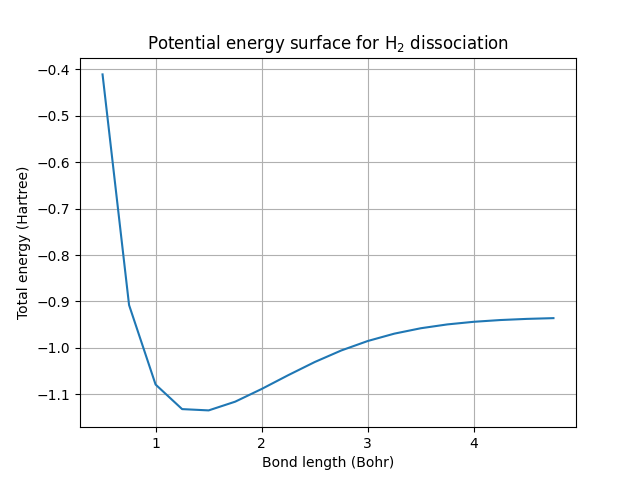 Potential energy surface for H₂ dissociation
Total energy (Hartree)
−0.4
−0.5
−0.6
−0.7
−0.8
−0.9
−1.0
−1.1
1 2 3 4
Bond length (Bohr)